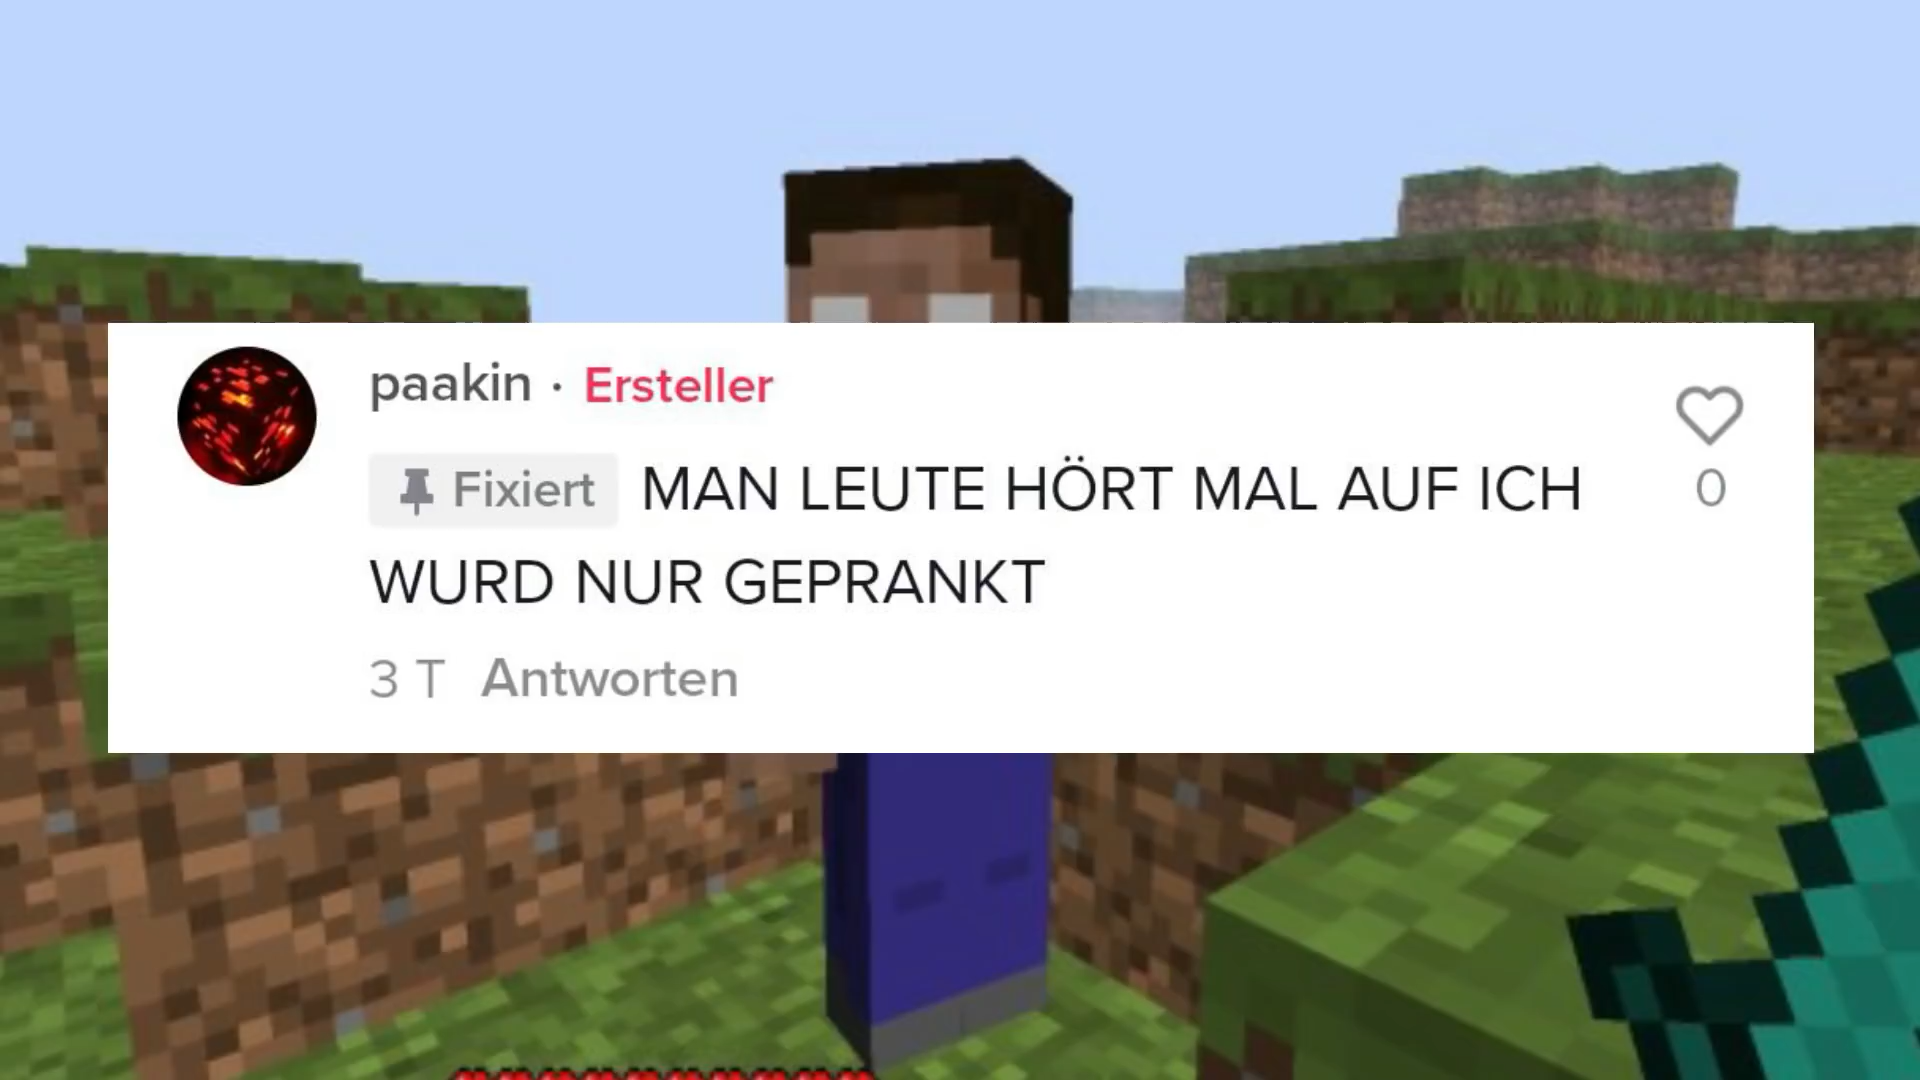 paakin · Ersteller
Fixiert MAN LEUTE HÖRT MAL AUF ICH
0
WURD NUR GEPRANKT
3 T Antworten